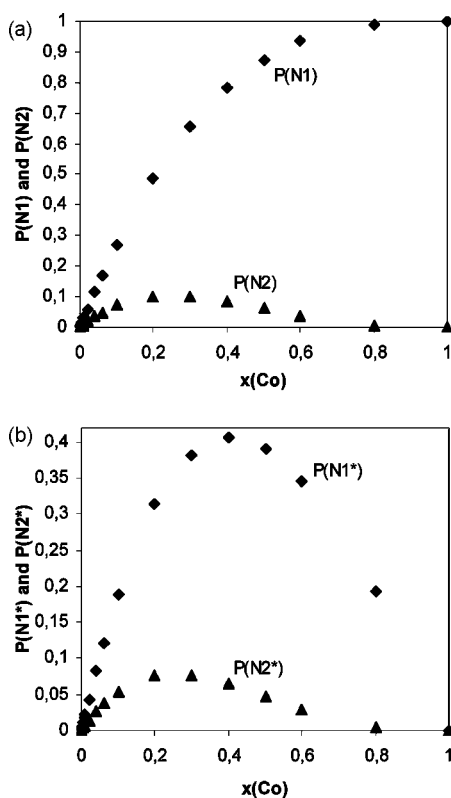 (a)
P(N1) and P(N2)
1
0,9
0,8
0,7
0,6
0,5
0,4
0,3
0,2
0,1
0
P(N1)
P(N2)
0 0,2 0,4 0,6 0,8 1
x(Co)
(b)
P(N1*) and P(N2*)
0,4
0,35
0,3
0,25
0,2
0,15
0,1
0,05
0
P(N1*)
P(N2*)
0 0,2 0,4 0,6 0,8 1
x(Co)